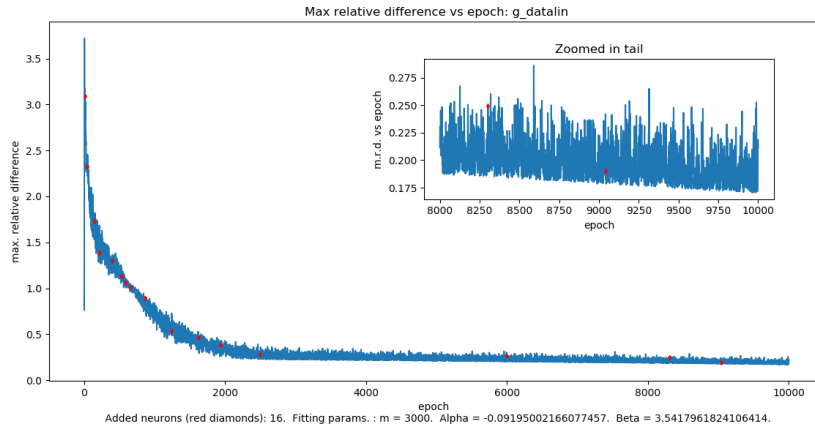 Max relative difference vs epoch: g_datalin
max. relative difference
3.5
3.0
2.5
2.0
1.5
1.0
0.5
0.0
0 2000 4000 6000 8000 10000
epoch
Zoomed in tail
m.r.d. vs epoch
0.275
0.250
0.225
0.200
0.175
8000 8250 8500 8750 9000 9250 9500 9750 10000
epoch
Added neurons (red diamonds): 16. Fitting params. : m = 3000. Alpha = -0.09195002166077457. Beta = 3.5417961824106414.